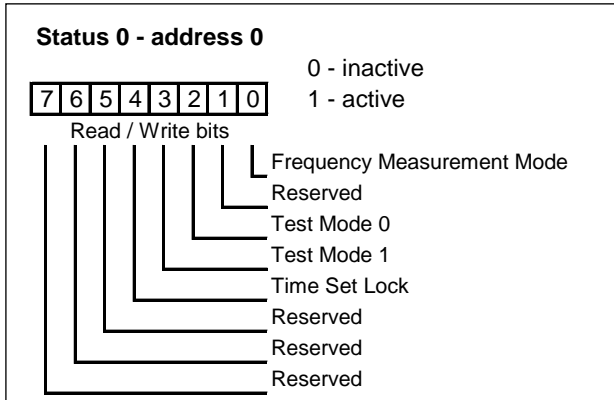 Status 0 - address 0
0 - inactive
1 - active
7 6 5 4 3 2 1 0
Read / Write bits
Frequency Measurement Mode
Reserved
Test Mode 0
Test Mode 1
Time Set Lock
Reserved
Reserved
Reserved